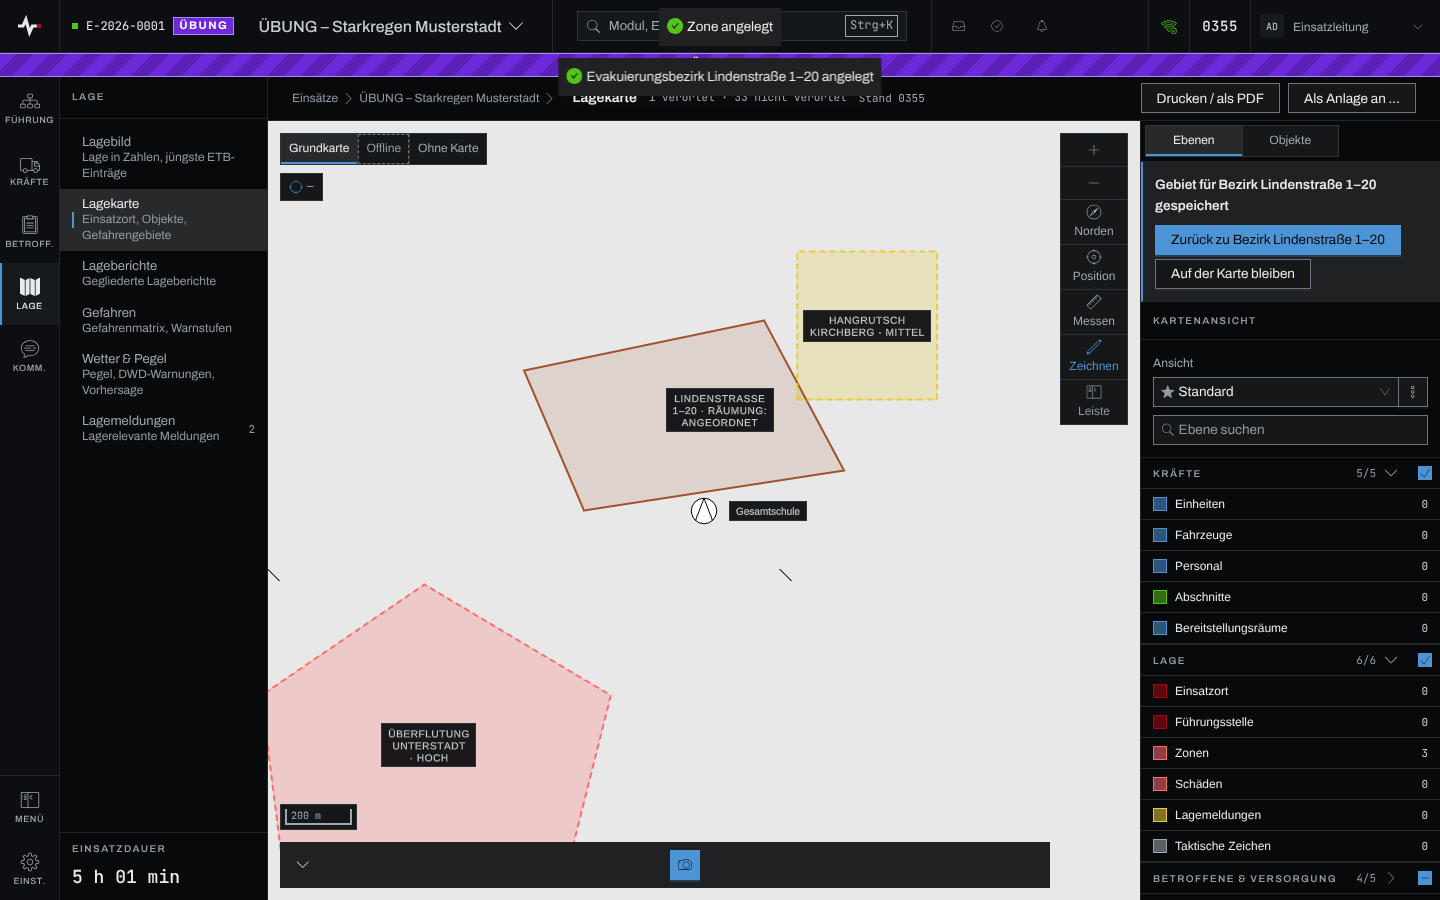 E-2026-0001 ÜBUNG
ÜBUNG – Starkregen Musterstadt
Modul, E
Zone angelegt
Strg+K
0355
AD Einsatzleitung
Evakuierungsbezirk Lindenstraße 1–20 angelegt
FÜHRUNG
KRÄFTE
BETROFF.
LAGE
KOMM.
MENÜ
EINST.
LAGE
Lagebild
Lage in Zahlen, jüngste ETB-
Einträge
Lagekarte
Einsatzort, Objekte,
Gefahrengebiete
Lageberichte
Gegliederte Lageberichte
Gefahren
Gefahrenmatrix, Warnstufen
Wetter & Pegel
Pegel, DWD-Warnungen,
Vorhersage
Lagemeldungen
Lagerelevante Meldungen 2
EINSATZDAUER
5 h 01 min
Einsätze
ÜBUNG – Starkregen Musterstadt
Lagekarte
1 verortet · 33 nicht verortet Stand 0355
Drucken / als PDF
Als Anlage an ...
Grundkarte Offline Ohne Karte
–
Norden
Position
Messen
Zeichnen
Leiste
HANGRUTSCH
KIRCHBERG · MITTEL
LINDENSTRASSE
1–20 · RÄUMUNG:
ANGEORDNET
Gesamtschule
ÜBERFLUTUNG
UNTERSTADT
· HOCH
200 m
Ebenen Objekte
Gebiet für Bezirk Lindenstraße 1–20
gespeichert
Zurück zu Bezirk Lindenstraße 1–20
Auf der Karte bleiben
KARTENANSICHT
Ansicht
Standard
Ebene suchen
KRÄFTE 5/5
Einheiten 0
Fahrzeuge 0
Personal 0
Abschnitte 0
Bereitstellungsräume 0
LAGE 6/6
Einsatzort 0
Führungsstelle 0
Zonen 3
Schäden 0
Lagemeldungen 0
Taktische Zeichen 0
BETROFFENE & VERSORGUNG 4/5